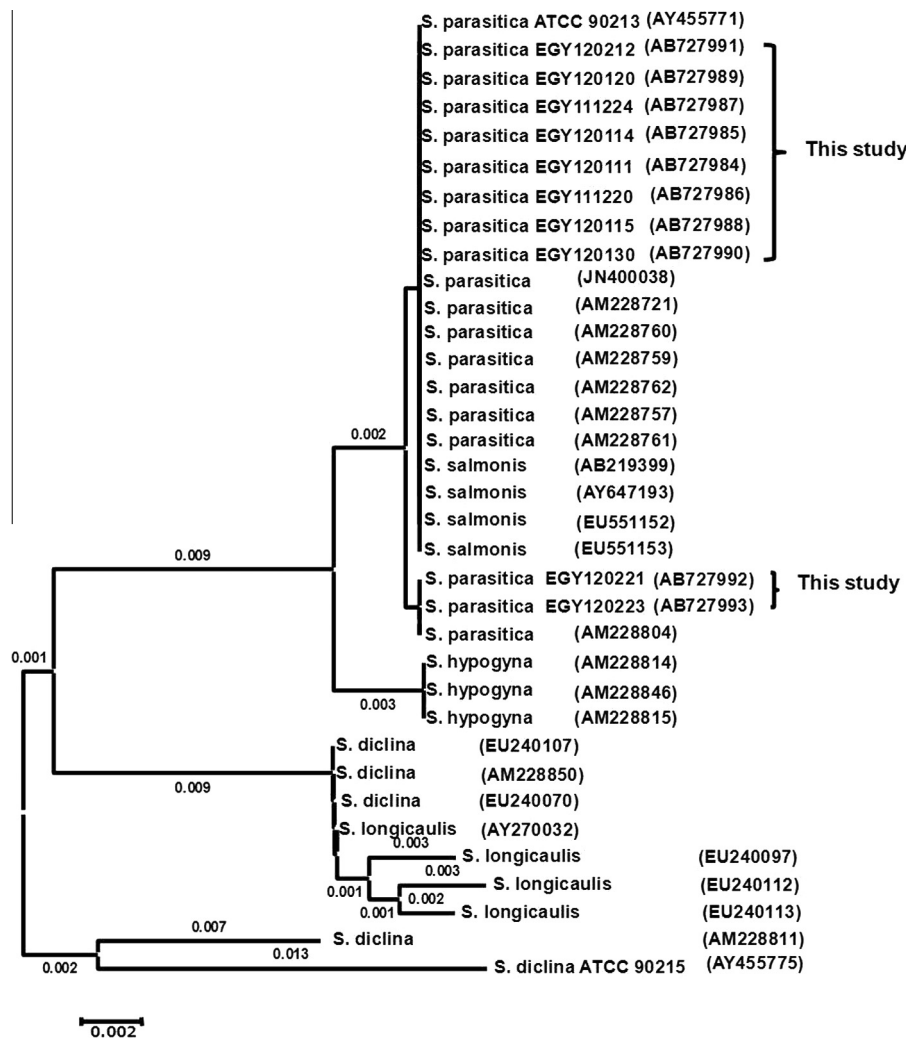 S. parasitica ATCC 90213 (AY455771)
S. parasitica EGY120212 (AB727991)
S. parasitica EGY120120 (AB727989)
S. parasitica EGY111224 (AB727987)
S. parasitica EGY120114 (AB727985)
This study
S. parasitica EGY120111 (AB727984)
S. parasitica EGY111220 (AB727986)
S. parasitica EGY120115 (AB727988)
S. parasitica EGY120130 (AB727990)
S. parasitica (JN400038)
S. parasitica (AM228721)
S. parasitica (AM228760)
S. parasitica (AM228759)
S. parasitica (AM228762)
S. parasitica (AM228757)
0.002
S. parasitica (AM228761)
S. salmonis (AB219399)
S. salmonis (AY647193)
S. salmonis (EU551152)
S. salmonis (EU551153)
0.009
S. parasitica EGY120221 (AB727992)
This study
S. parasitica EGY120223 (AB727993)
S. parasitica (AM228804)
0.001
S. hypogyna (AM228814)
S. hypogyna (AM228846)
0.003
S. hypogyna (AM228815)
S. diclina (EU240107)
S. diclina (AM228850)
0.009
S. diclina (EU240070)
S. longicaulis (AY270032)
0.003
S. longicaulis (EU240097)
0.003
S. longicaulis (EU240112)
0.001
0.002
S. longicaulis (EU240113)
0.001
0.007
S. diclina (AM228811)
0.013
S. diclina ATCC 90215 (AY455775)
0.002
0.002